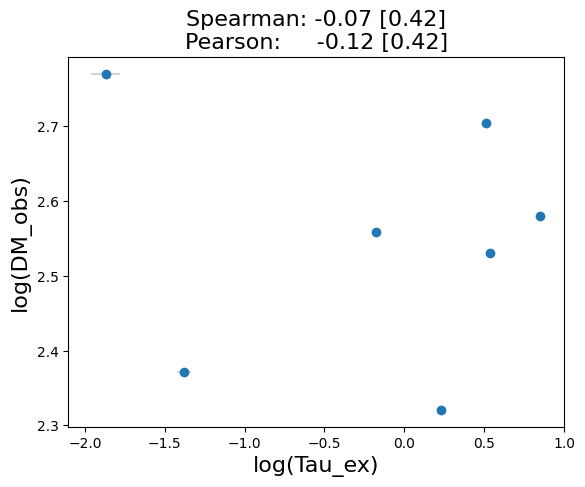 Spearman: -0.07 [0.42]
Pearson: -0.12 [0.42]
log(DM_obs)
2.7
2.6
2.5
2.4
2.3
−2.0 −1.5 −1.0 −0.5 0.0 0.5 1.0
log(Tau_ex)